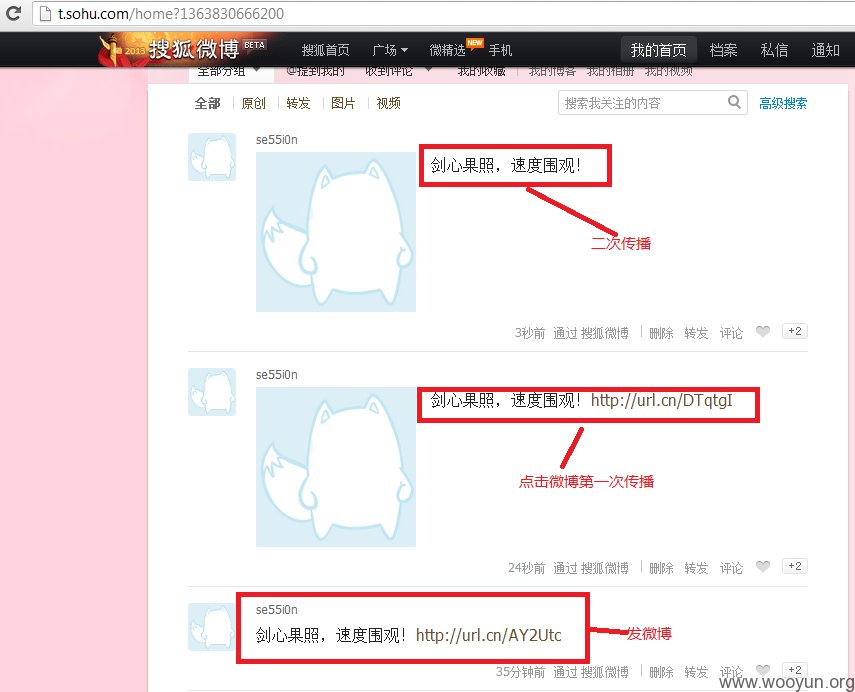 t.sohu.com/home?1363830666200
2013 搜狐微博 BETA 搜狐首页 广场 微精选 NEW 手机 我的首页 档案 私信 通知
全部分组 @提到我的 收到评论 我的收藏 我的博客 我的相册 我的视频
全部 原创 转发 图片 视频 搜索我关注的内容 高级搜索
se55i0n
剑心果照，速度围观！
二次传播
3秒前 通过 搜狐微博 删除 转发 评论 +2
se55i0n
剑心果照，速度围观！http://url.cn/DTqtgI
点击微博第一次传播
24秒前 通过 搜狐微博 删除 转发 评论 +2
se55i0n
剑心果照，速度围观！http://url.cn/AY2Utc
发微博
35分钟前 通过 搜狐微博 删除 转发 评论 +2
www.wooyun.org